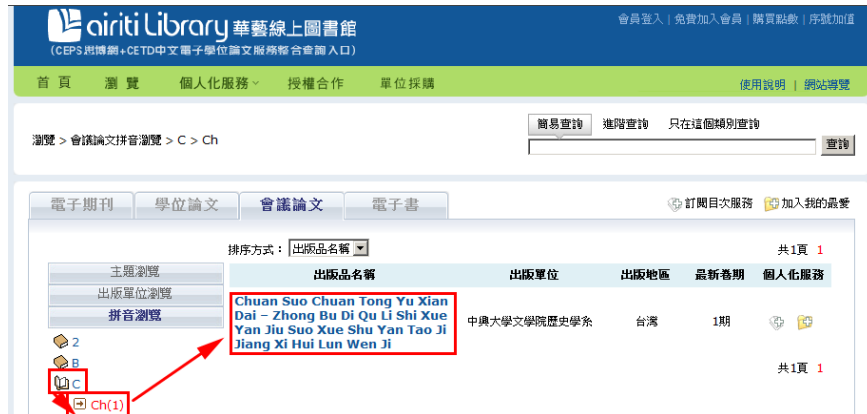 airiti Library 華藝線上圖書館
(CEPS思博網+CETD中文電子學位論文服務整合查詢入口)
會員登入 | 免費加入會員 | 購買點數 | 序號加值
首頁 瀏覽 個人化服務 授權合作 單位採購
使用說明 | 網站導覽
簡易查詢 進階查詢 只在這個類別查詢
瀏覽 > 會議論文拼音瀏覽 > C > Ch
查詢
電子期刊 學位論文 會議論文 電子書
訂閱目次服務 加入我的最愛
排序方式: 出版品名稱
共1頁 1
主題瀏覽
出版單位瀏覽
拼音瀏覽
2
B
C
Ch(1)
出版品名稱 出版單位 出版地區 最新卷期 個人化服務
Chuan Suo Chuan Tong Yu Xian
Dai – Zhong Bu Di Qu Li Shi Xue
Yan Jiu Suo Xue Shu Yan Tao Ji
Jiang Xi Hui Lun Wen Ji
中興大學文學院歷史學系 台灣 1期
共1頁 1